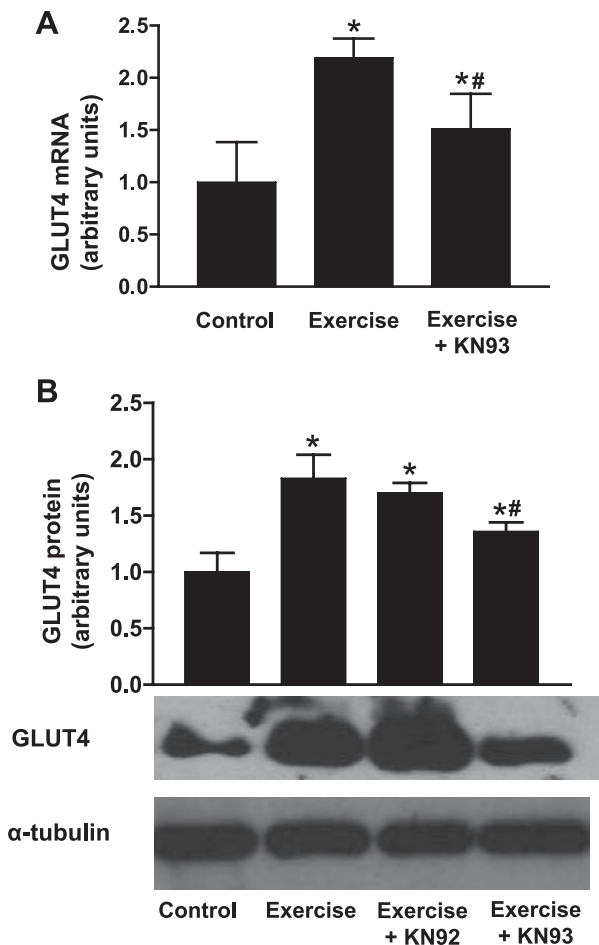 A
GLUT4 mRNA
(arbitrary units)
2.5
2.0
1.5
1.0
0.5
0.0
*
*#
Control
Exercise
Exercise
+ KN93
B
GLUT4 protein
(arbitrary units)
2.5
2.0
1.5
1.0
0.5
0.0
*
*
*#
GLUT4
α-tubulin
Control
Exercise
Exercise
+ KN92
Exercise
+ KN93